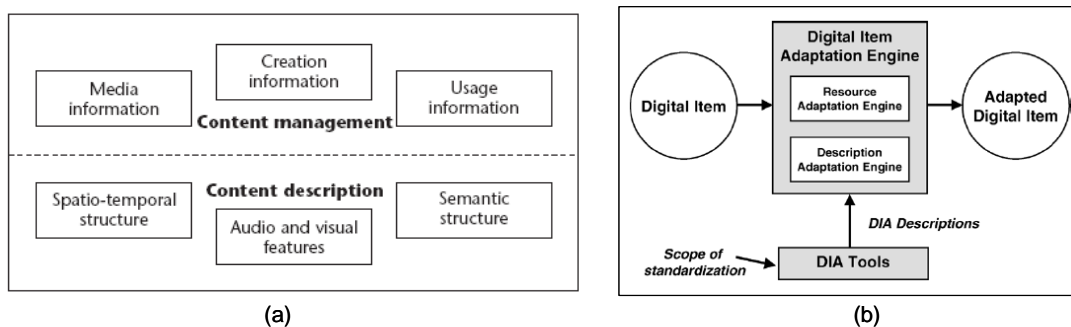 Creation
information
Media
information
Usage
information
Content management
Content description
Spatio-temporal
structure
Audio and visual
features
Semantic
structure
(a)
Digital Item
Adaptation Engine
Digital Item
Resource
Adaptation Engine
Description
Adaptation Engine
Adapted
Digital Item
DIA Descriptions
Scope of
standardization
DIA Tools
(b)